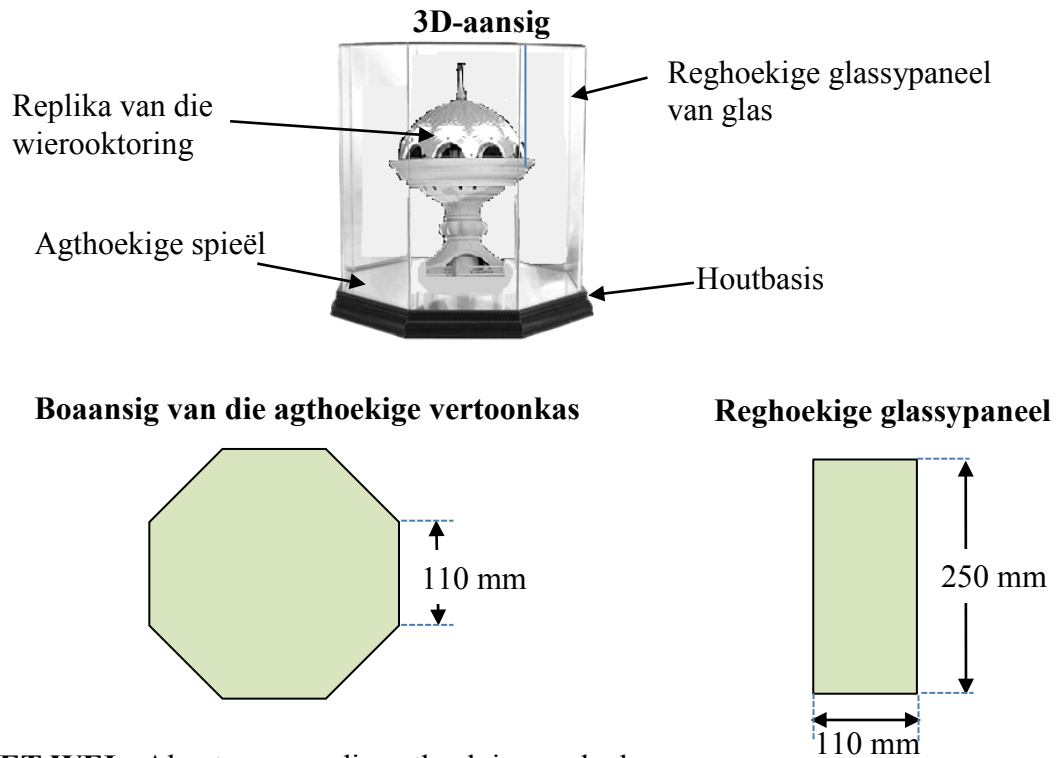 3D-aansig
Reghoekige glassypaneel
van glas
Replika van die
wierooktoring
Agthoekige spieël
Houtbasis
Boaansig van die agthoekige vertoonkas
Reghoekige glassypaneel
110 mm
250 mm
110 mm